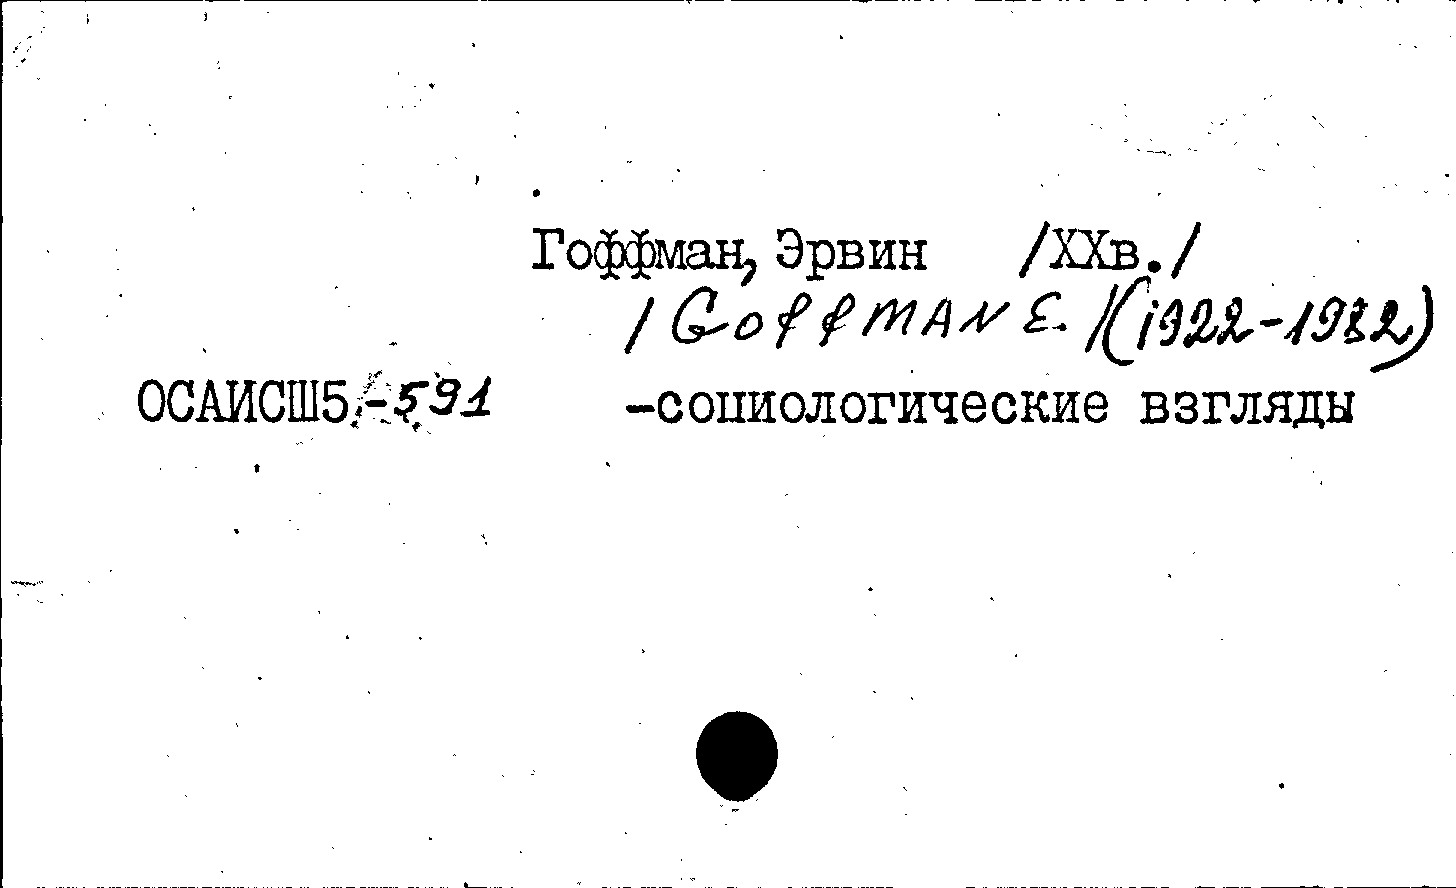 Гоффман, Эрвин /XXв./
/GoffMAN E./(1922-1982)
ОСАИСШ5-591 -социологические взгляды